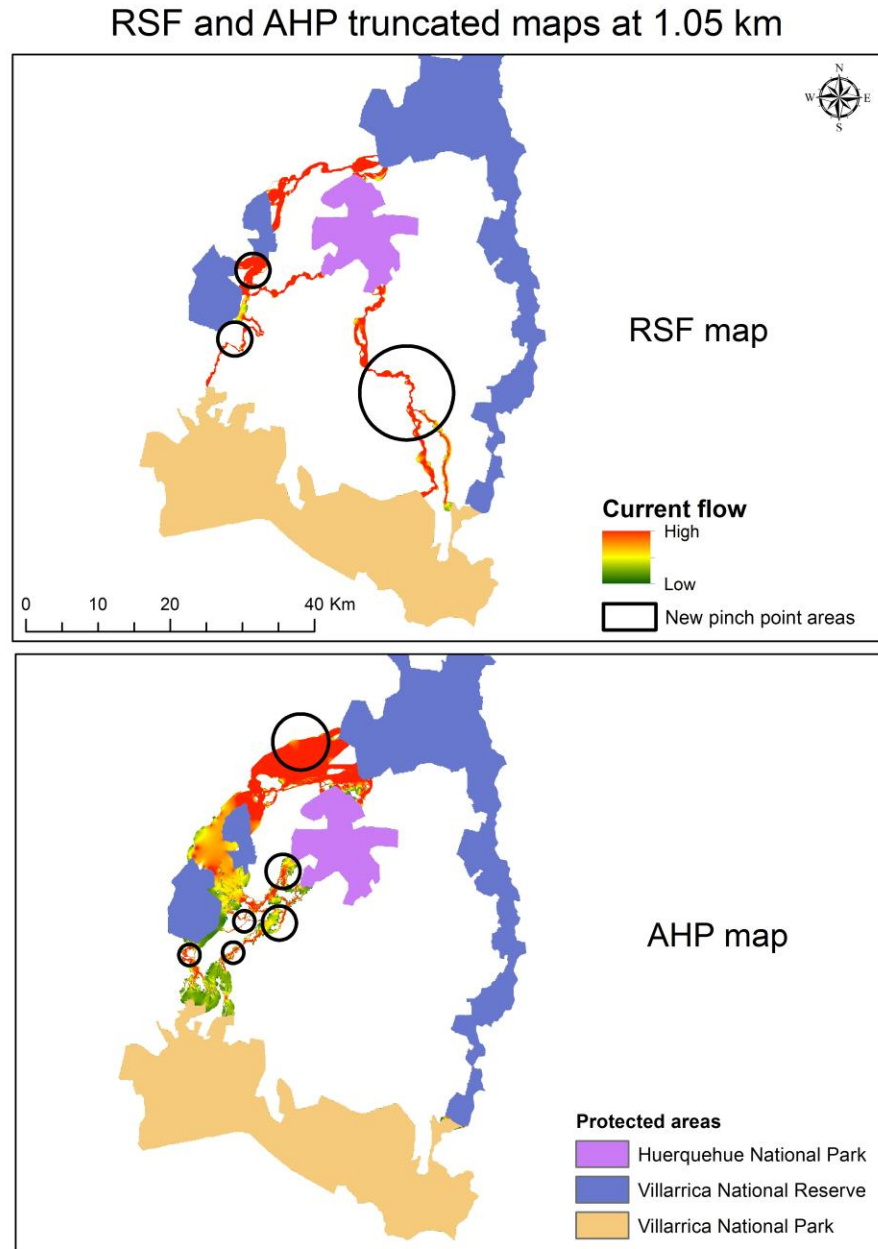 RSF and AHP truncated maps at 1.05 km
N
W E
S
RSF map
Current flow
High
Low
New pinch point areas
0 10 20 40 Km
AHP map
Protected areas
Huerquehue National Park
Villarrica National Reserve
Villarrica National Park